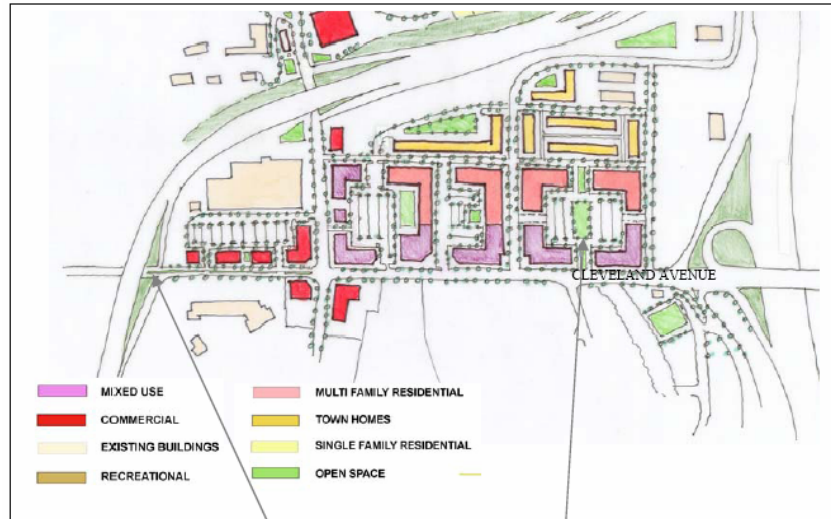 CLEVELAND AVENUE
MIXED USE
COMMERCIAL
EXISTING BUILDINGS
RECREATIONAL
MULTI FAMILY RESIDENTIAL
TOWN HOMES
SINGLE FAMILY RESIDENTIAL
OPEN SPACE